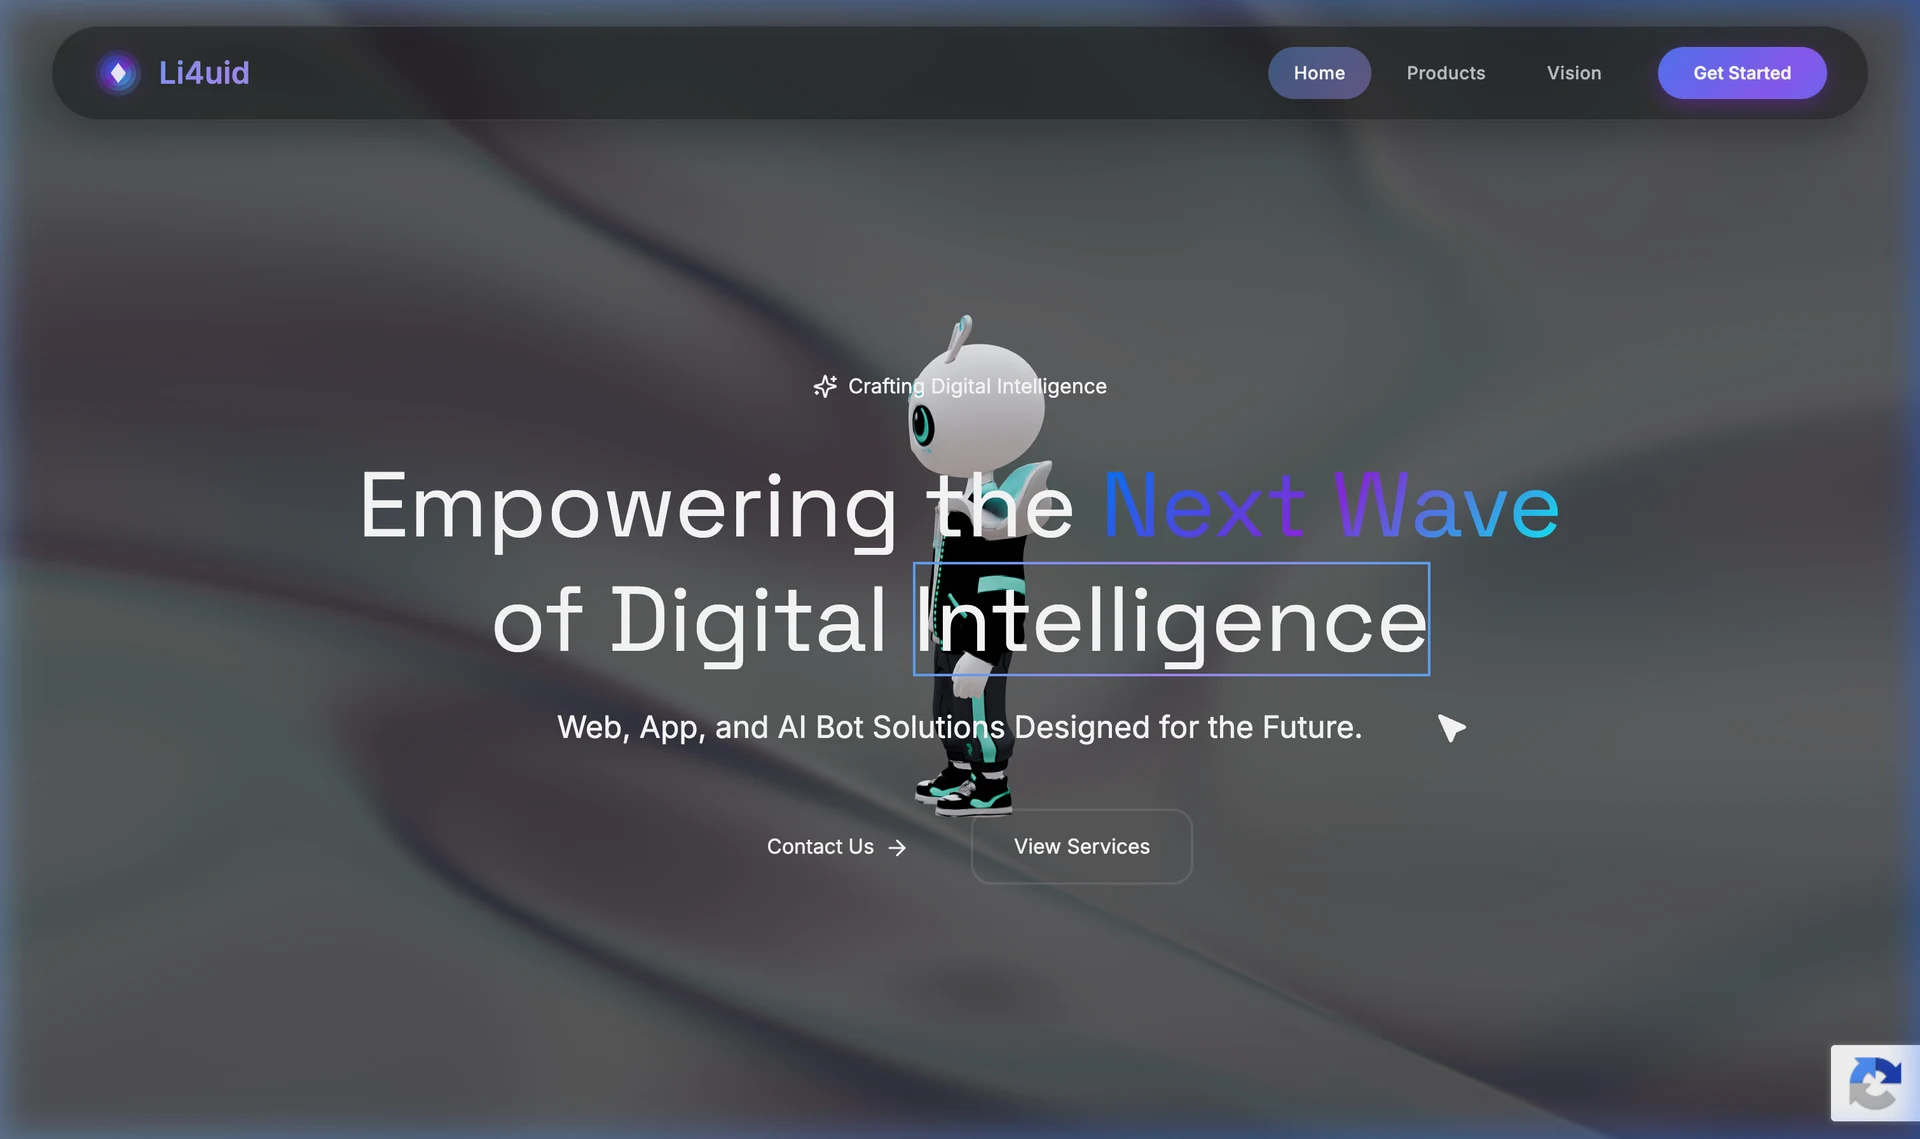 Li4uid
Home
Products
Vision
Get Started
Crafting Digital Intelligence
Empowering the Next Wave
of Digital Intelligence
Web, App, and AI Bot Solutions Designed for the Future.
Contact Us →
View Services